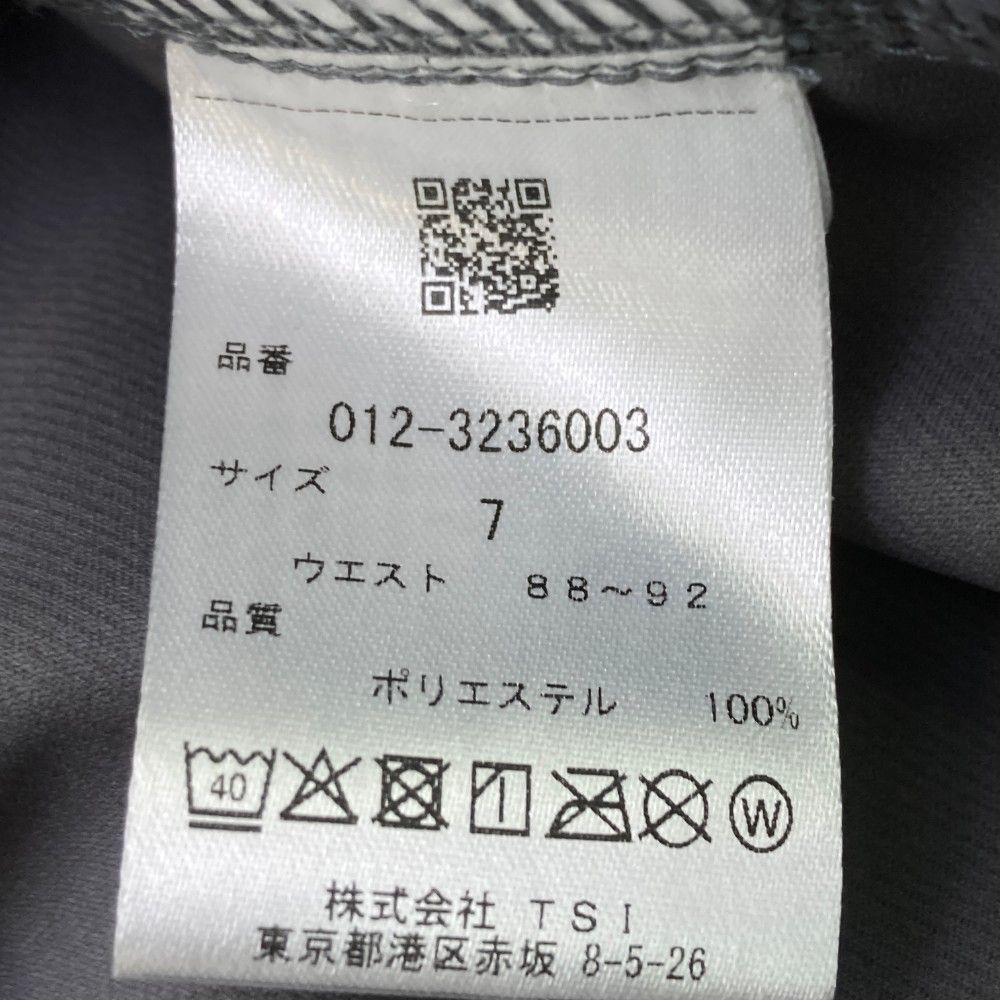 品番
012-3236003
サイズ
7
ウエスト 88~92
品質
ポリエステル 100%
40 W
株式会社 TSI
東京都港区赤坂 8-5-26